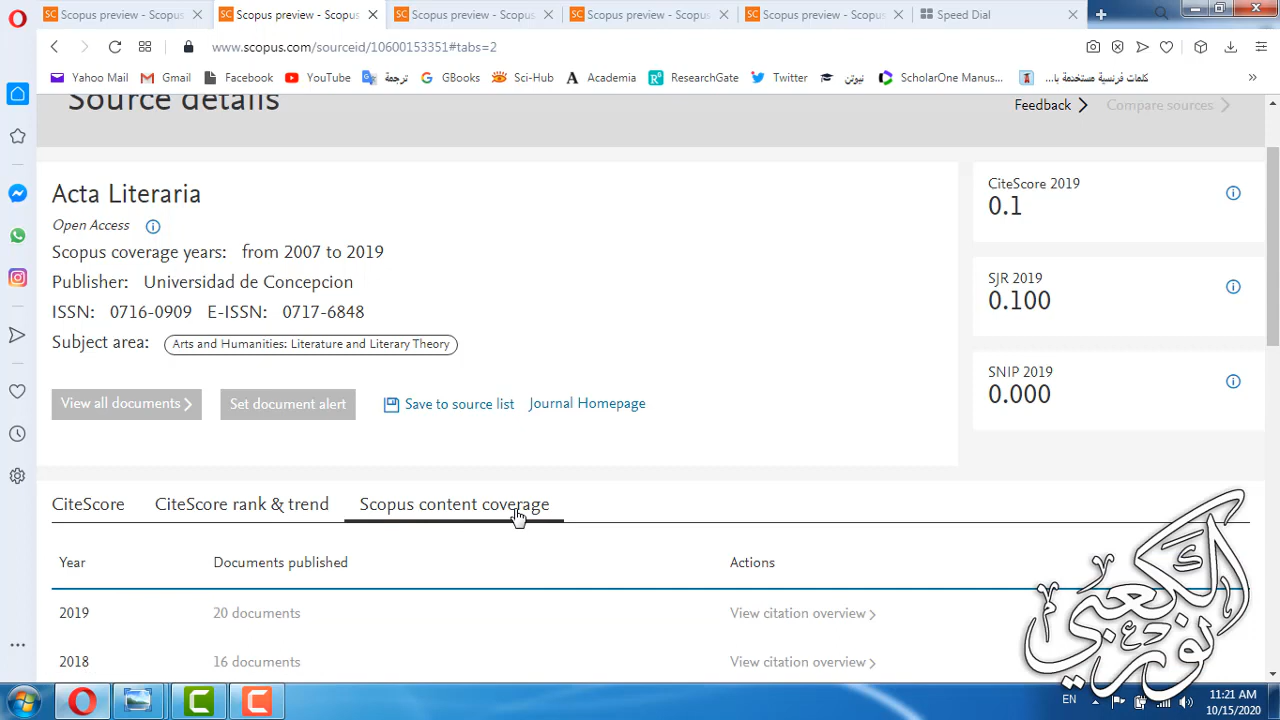 Scopus preview - Scopus
Scopus preview - Scopus
Scopus preview - Scopus
Scopus preview - Scopus
Scopus preview - Scopus
Speed Dial
www.scopus.com/sourceid/10600153351#tabs=2
Yahoo Mail
Gmail
Facebook
YouTube
ترجمة
GBooks
Sci-Hub
Academia
ResearchGate
Twitter
نيوتن
ScholarOne Manus...
كلمات فرنسية مستخدمة با...
Source details
Feedback
Compare sources
Acta Literaria
Open Access
Scopus coverage years: from 2007 to 2019
Publisher: Universidad de Concepcion
ISSN: 0716-0909 E-ISSN: 0717-6848
Subject area: Arts and Humanities: Literature and Literary Theory
View all documents
Set document alert
Save to source list
Journal Homepage
CiteScore 2019
0.1
SJR 2019
0.100
SNIP 2019
0.000
CiteScore
CiteScore rank & trend
Scopus content coverage
Year
Documents published
Actions
2019
20 documents
View citation overview
2018
16 documents
View citation overview
الكعبي
نوري
EN
11:21 AM
10/15/2020